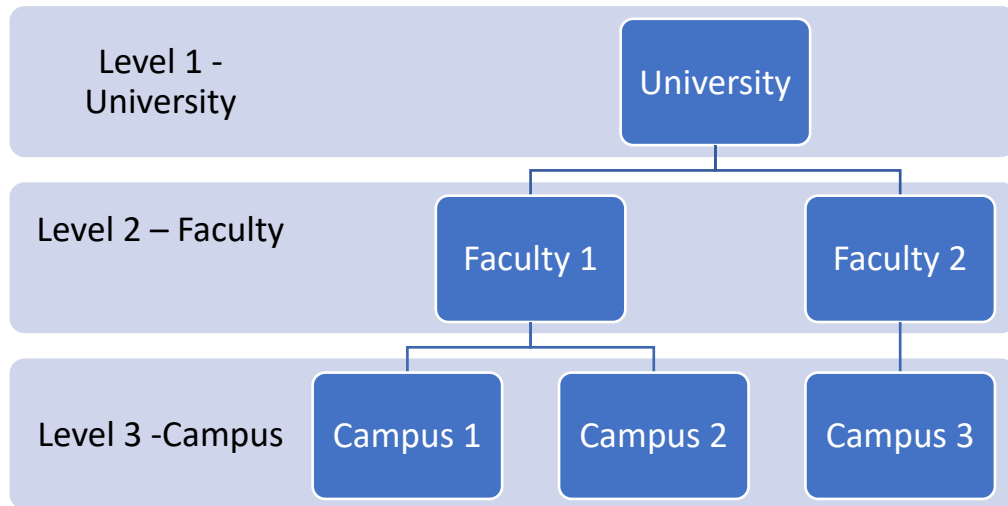 Level 1 -
University
University
Level 2 – Faculty
Faculty 1
Faculty 2
Level 3 -Campus
Campus 1
Campus 2
Campus 3